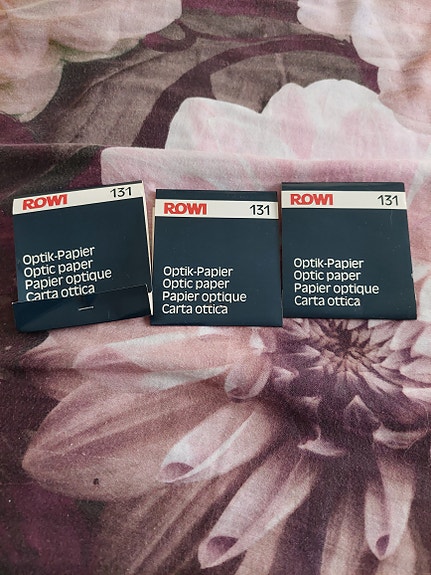 ROWI 131
Optik-Papier
Optic paper
Papier optique
Carta ottica
ROWI 131
Optik-Papier
Optic paper
Papier optique
Carta ottica
ROWI 131
Optik-Papier
Optic paper
Papier optique
Carta ottica